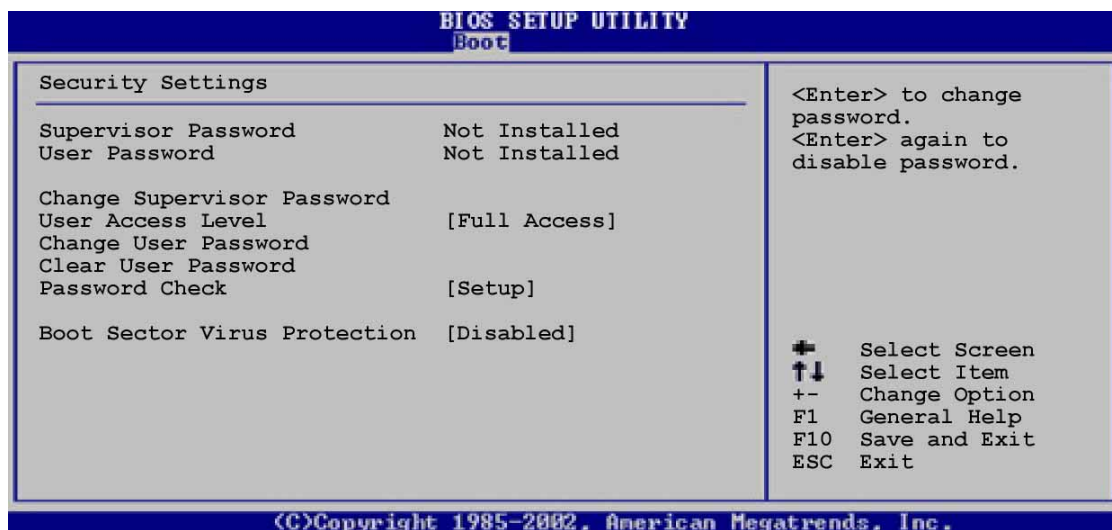 BIOS SETUP UTILITY
Boot
Security Settings
Supervisor Password Not Installed
User Password Not Installed
Change Supervisor Password
User Access Level [Full Access]
Change User Password
Clear User Password
Password Check [Setup]
Boot Sector Virus Protection [Disabled]
<Enter> to change
password.
<Enter> again to
disable password.
← Select Screen
↑↓ Select Item
+- Change Option
F1 General Help
F10 Save and Exit
ESC Exit
(C)Copyright 1985-2002, American Megatrends, Inc.